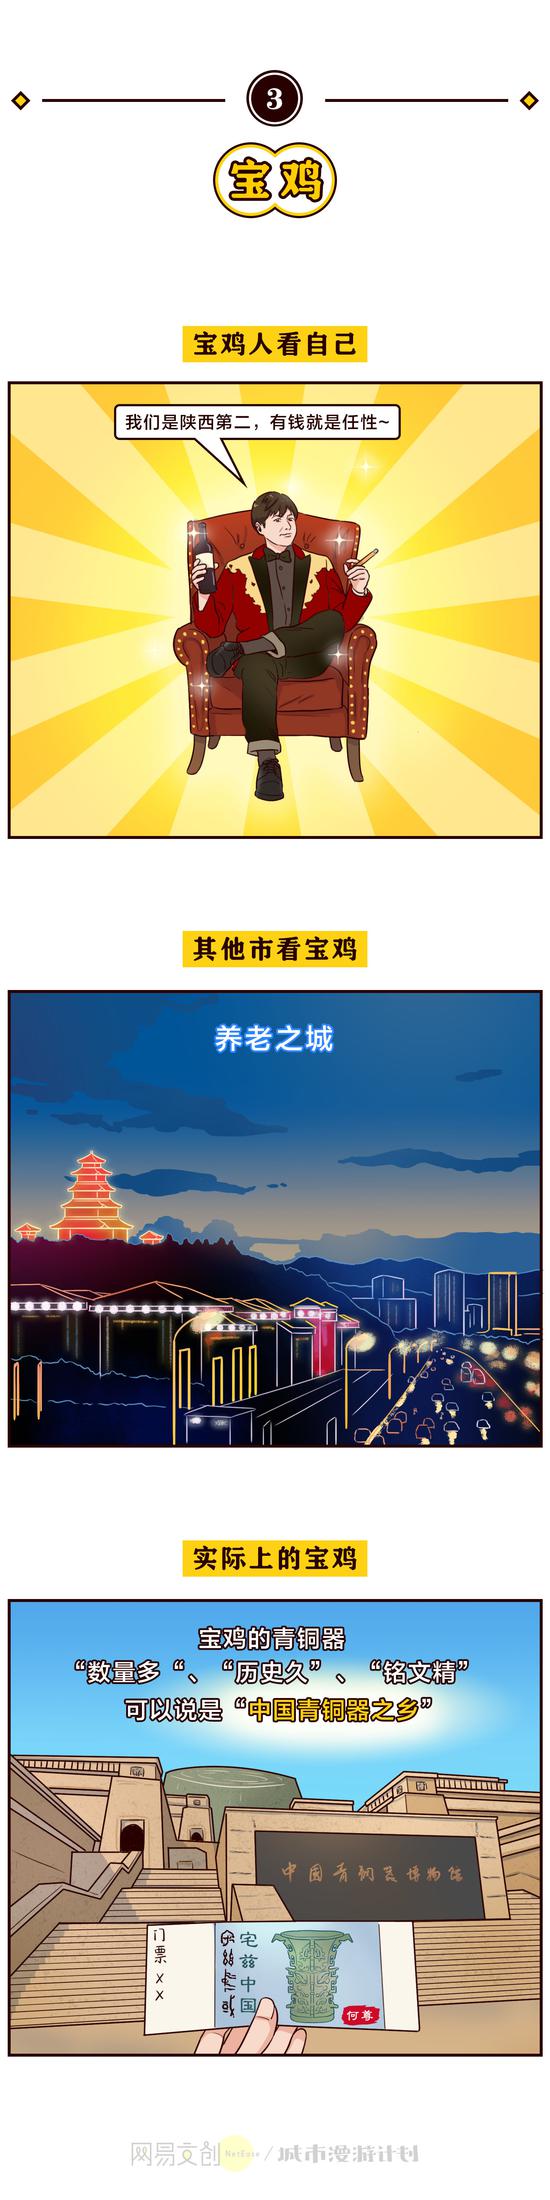 3
宝鸡
宝鸡人看自己
我们是陕西第二，有钱就是任性~
其他市看宝鸡
养老之城
实际上的宝鸡
宝鸡的青铜器
“数量多“、“历史久”、“铭文精”
可以说是“中国青铜器之乡”
中国青铜器博物馆
门票 x x
宅兹中国
何尊
网易文创 NetEase / 城市漫游计划